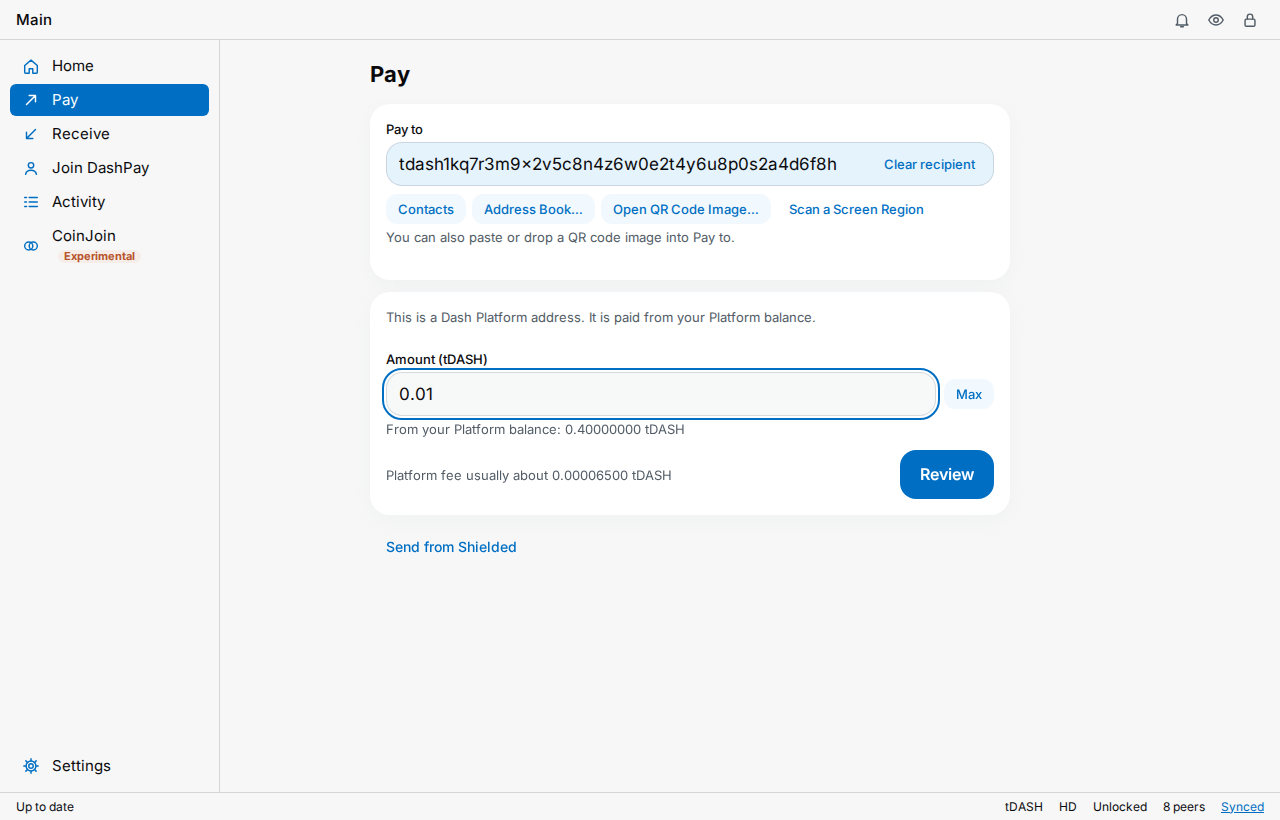 Main
Home
Pay
Receive
Join DashPay
Activity
CoinJoin
Experimental
Settings
Pay
Pay to
tdash1kq7r3m9x2v5c8n4z6w0e2t4y6u8p0s2a4d6f8h
Clear recipient
Contacts
Address Book...
Open QR Code Image...
Scan a Screen Region
You can also paste or drop a QR code image into Pay to.
This is a Dash Platform address. It is paid from your Platform balance.
Amount (tDASH)
0.01
Max
From your Platform balance: 0.40000000 tDASH
Platform fee usually about 0.00006500 tDASH
Review
Send from Shielded
Up to date
tDASH
HD
Unlocked
8 peers
Synced